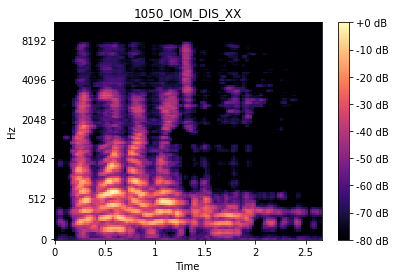 1050_IOM_DIS_XX
8192
4096
2048
1024
512
0
Hz
0
0.5
1
1.5
2
2.5
Time
+0 dB
-10 dB
-20 dB
-30 dB
-40 dB
-50 dB
-60 dB
-70 dB
-80 dB